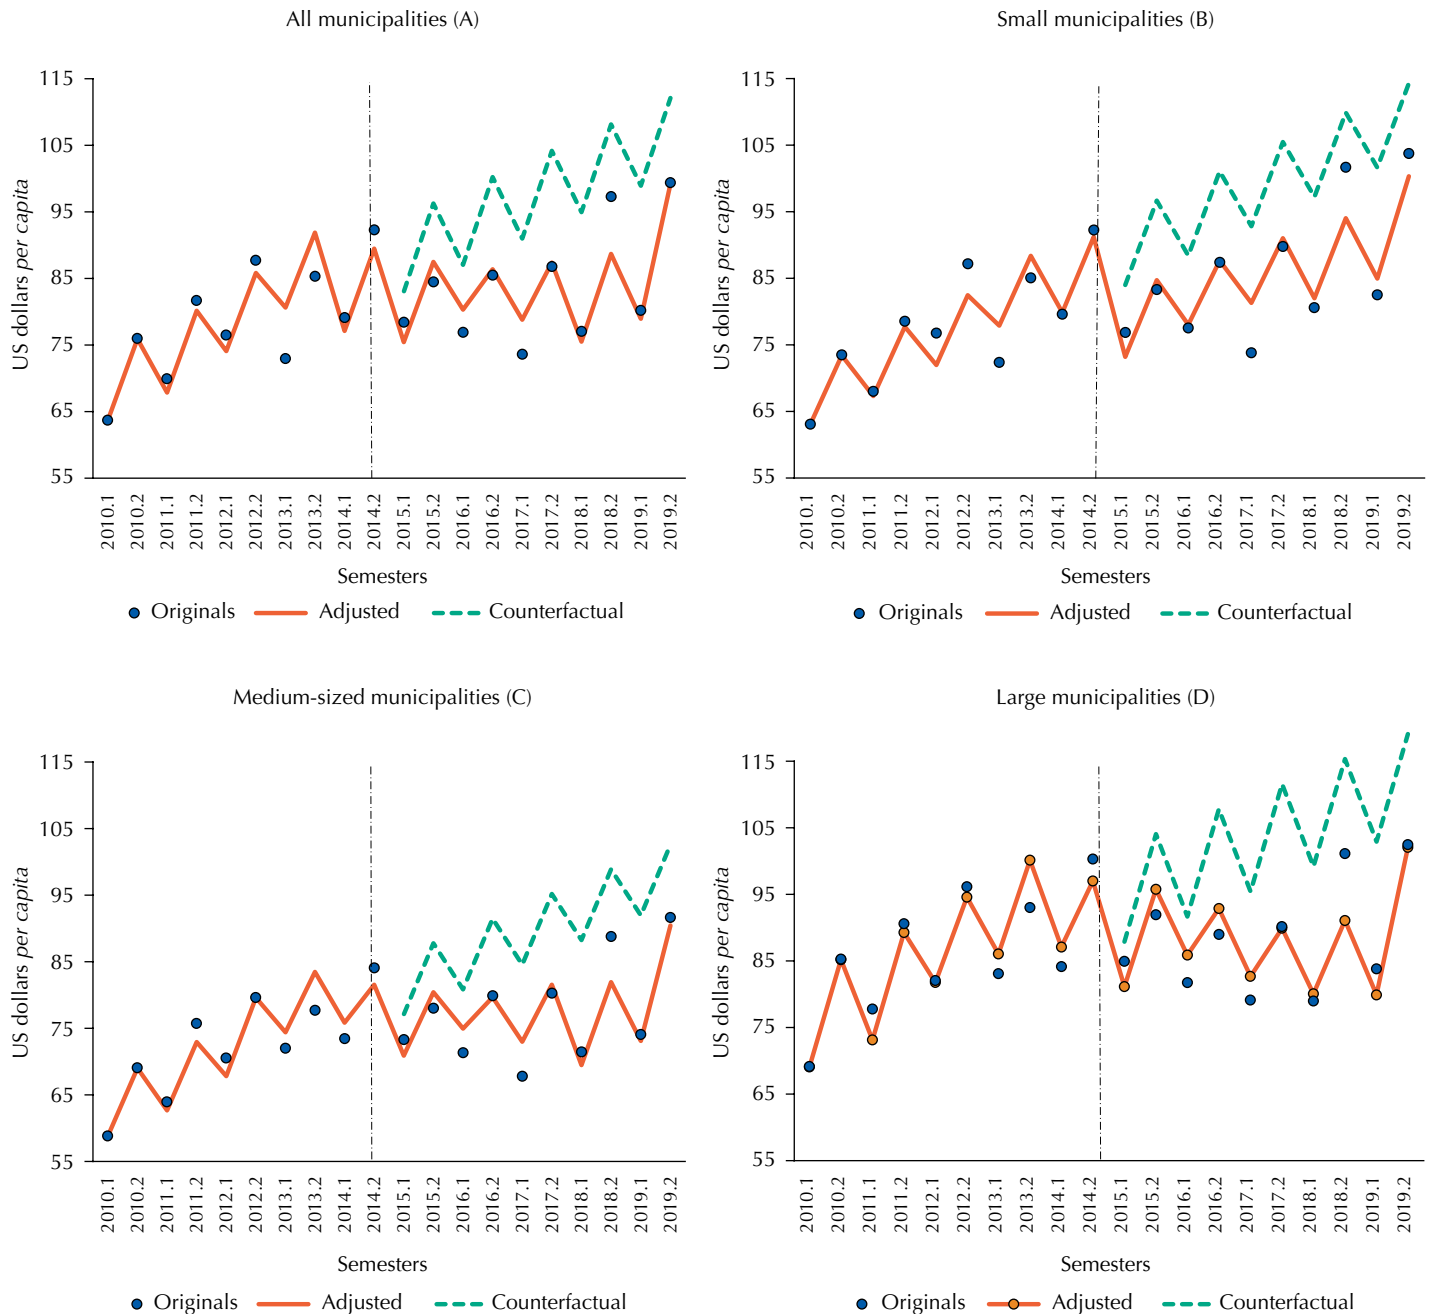 All municipalities (A)
US dollars per capita
115
105
95
85
75
65
55
2010.1 2010.2 2011.1 2011.2 2012.1 2012.2 2013.1 2013.2 2014.1 2014.2 2015.1 2015.2 2016.1 2016.2 2017.1 2017.2 2018.1 2018.2 2019.1 2019.2
Semesters
Originals Adjusted Counterfactual
Small municipalities (B)
US dollars per capita
115
105
95
85
75
65
55
2010.1 2010.2 2011.1 2011.2 2012.1 2012.2 2013.1 2013.2 2014.1 2014.2 2015.1 2015.2 2016.1 2016.2 2017.1 2017.2 2018.1 2018.2 2019.1 2019.2
Semesters
Originals Adjusted Counterfactual
Medium-sized municipalities (C)
US dollars per capita
115
105
95
85
75
65
55
2010.1 2010.2 2011.1 2011.2 2012.1 2012.2 2013.1 2013.2 2014.1 2014.2 2015.1 2015.2 2016.1 2016.2 2017.1 2017.2 2018.1 2018.2 2019.1 2019.2
Semesters
Originals Adjusted Counterfactual
Large municipalities (D)
US dollars per capita
115
105
95
85
75
65
55
2010.1 2010.2 2011.1 2011.2 2012.1 2012.2 2013.1 2013.2 2014.1 2014.2 2015.1 2015.2 2016.1 2016.2 2017.1 2017.2 2018.1 2018.2 2019.1 2019.2
Semesters
Originals Adjusted Counterfactual